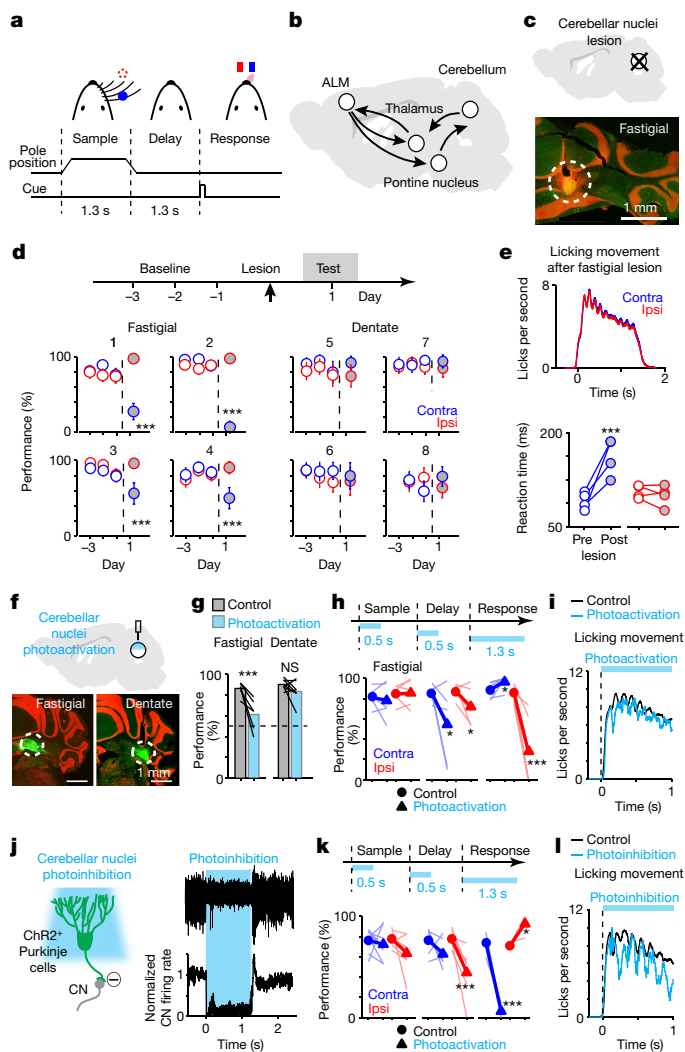 a
Sample
Delay
Response
Pole
position
Cue
1.3 s
1.3 s
b
ALM
Cerebellum
Thalamus
Pontine nucleus
c
Cerebellar nuclei
lesion
Fastigial
1 mm
d
Baseline
Lesion
Test
−3
−2
−1
1
Day
Fastigial
Dentate
1
2
5
7
100
0
***
***
Contra
Ipsi
Performance (%)
3
4
6
8
100
0
***
***
−3
1
−3
1
−3
1
−3
1
Day
Day
Day
Day
e
Licking movement
after fastigial lesion
8
0
Licks per second
Contra
Ipsi
0
2
Time (s)
Reaction time (ms)
200
50
***
Pre
Post
lesion
f
Cerebellar
nuclei
photoactivation
Fastigial
Dentate
1 mm
g
Control
Photoactivation
Fastigial
Dentate
***
NS
100
0
Performance
(%)
h
Sample
Delay
Response
0.5 s
0.5 s
1.3 s
Fastigial
100
0
Performance
(%)
Contra
Ipsi
*
*
*
***
Control
Photoactivation
i
Control
Photoactivation
Licking movement
Photoactivation
12
0
Licks per second
0
1
Time (s)
j
Cerebellar nuclei
photoinhibition
ChR2+
Purkinje
cells
CN
Photoinhibition
Normalized
CN firing rate
1
0
0
2
Time (s)
k
Sample
Delay
Response
0.5 s
0.5 s
1.3 s
100
0
Performance (%)
Contra
Ipsi
***
***
*
Control
Photoactivation
l
Control
Photoinhibition
Licking movement
Photoinhibition
12
0
Licks per second
0
1
Time (s)